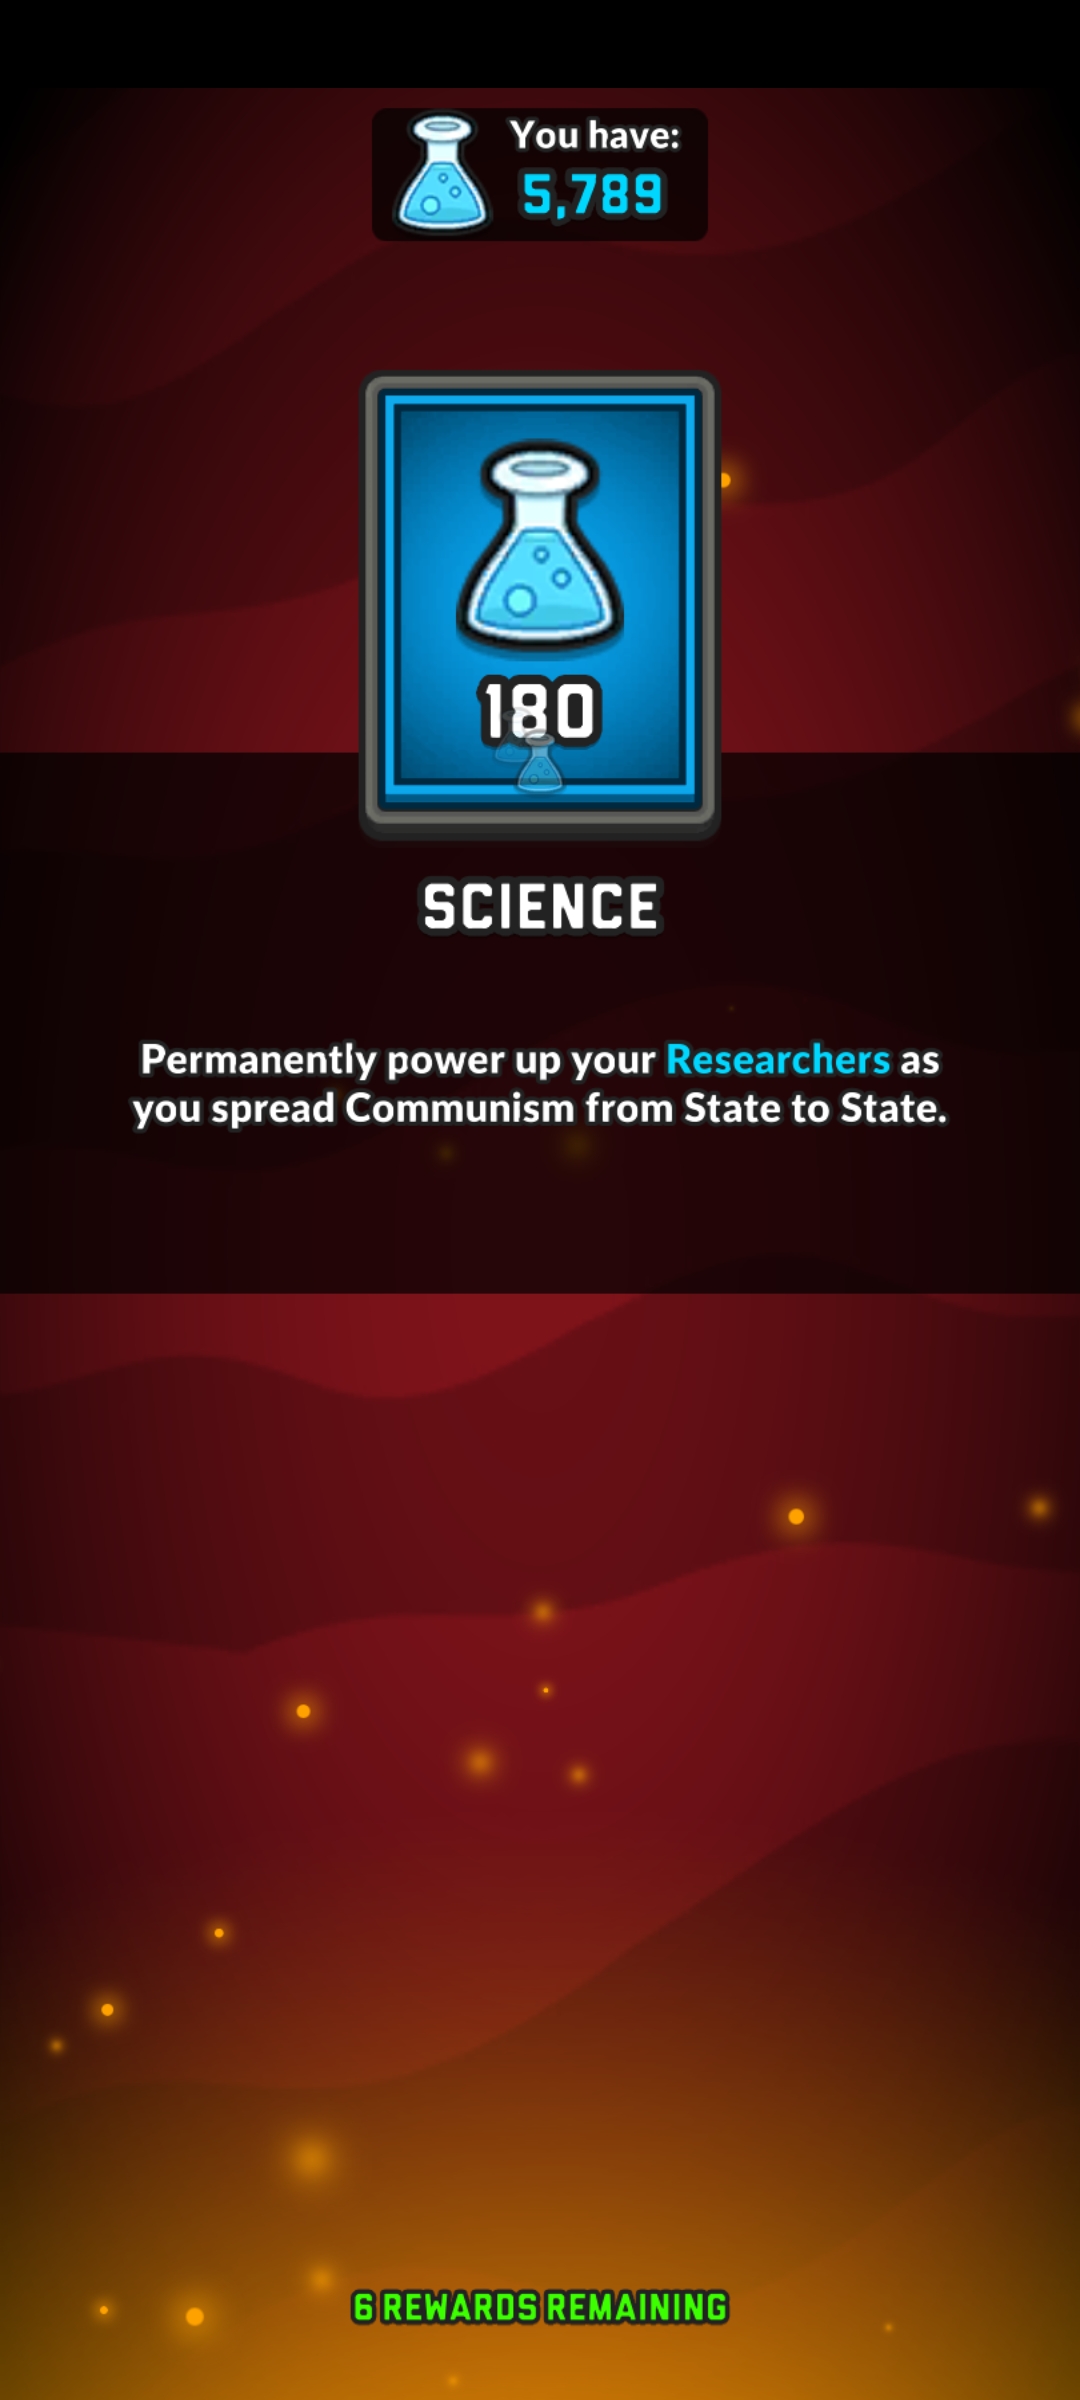 You have:
5,789
180
SCIENCE
Permanently power up your Researchers as
you spread Communism from State to State.
6 REWARDS REMAINING